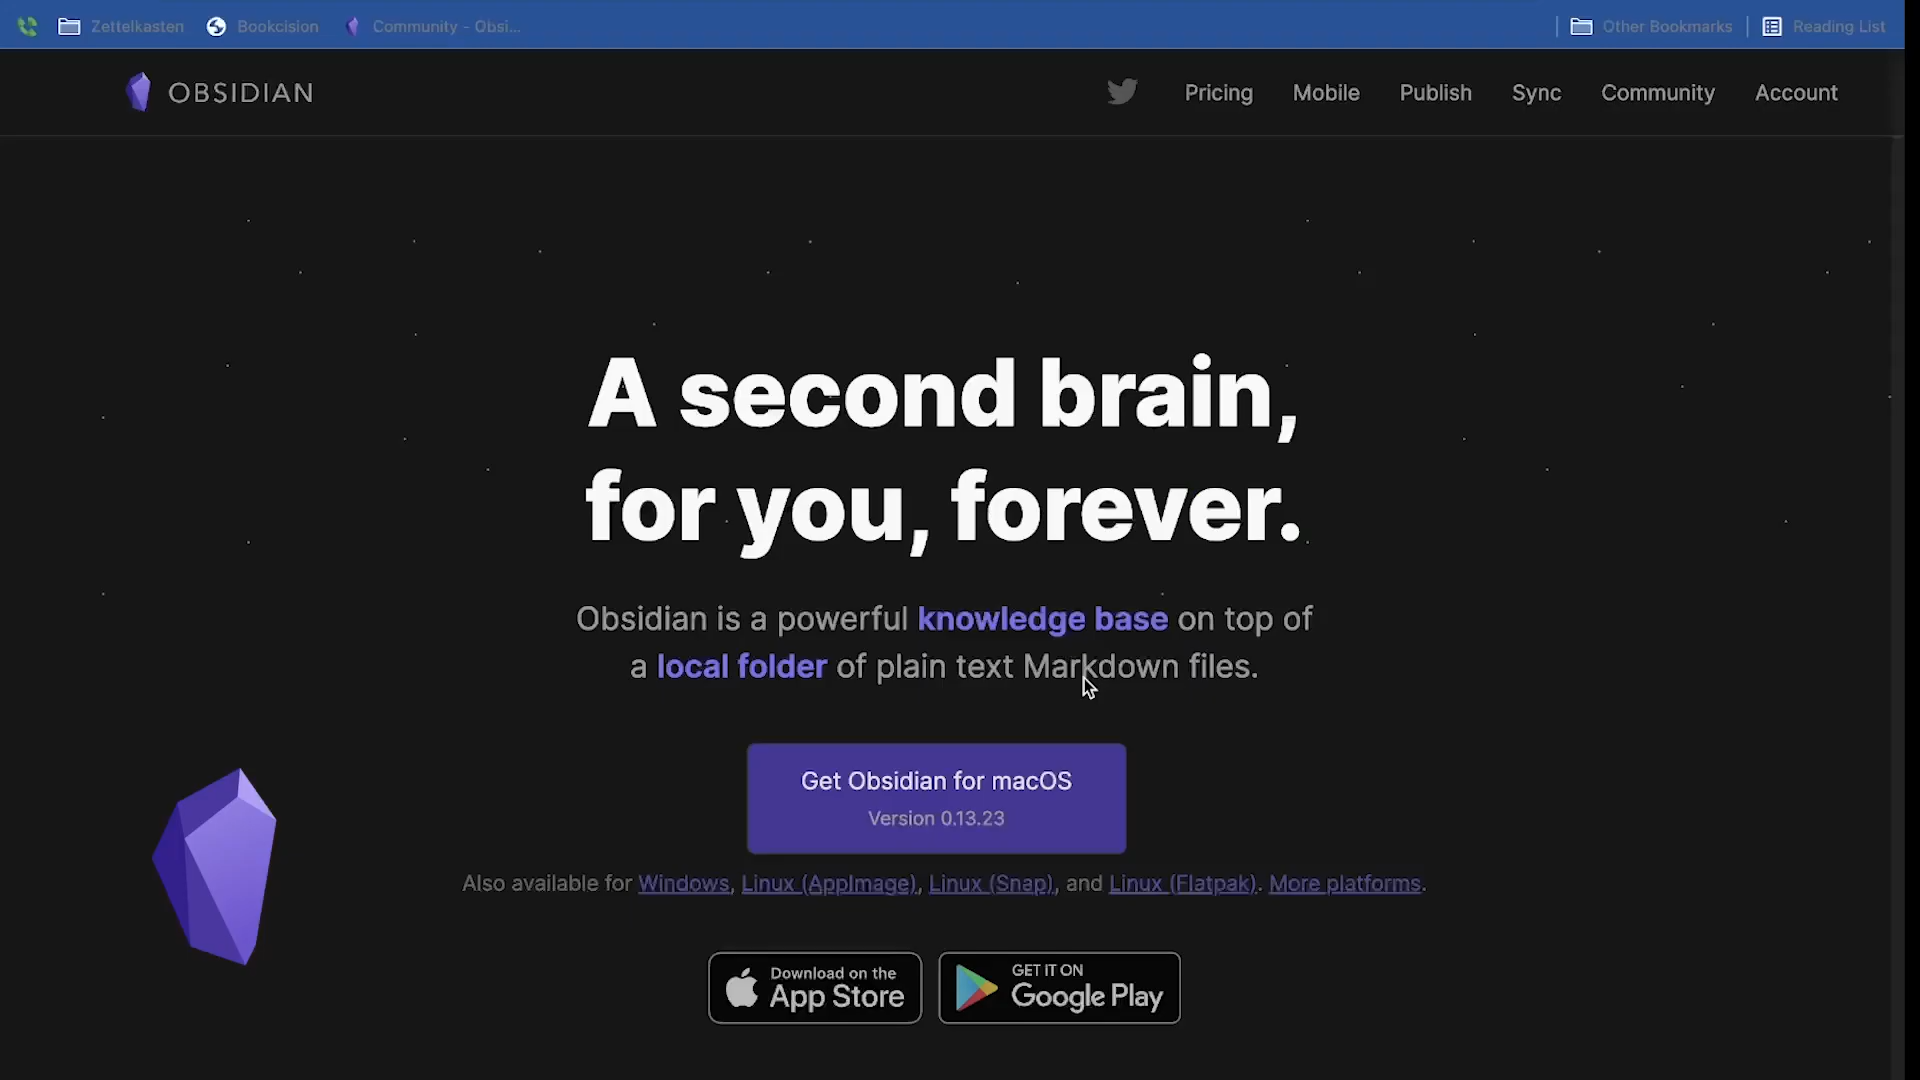 Zettelkasten Bookcision Community - Obsi... Other Bookmarks Reading List
OBSIDIAN Pricing Mobile Publish Sync Community Account
A second brain,
for you, forever.
Obsidian is a powerful knowledge base on top of
a local folder of plain text Markdown files.
Get Obsidian for macOS
Version 0.13.23
Also available for Windows, Linux (AppImage), Linux (Snap), and Linux (Flatpak). More platforms.
Download on the
App Store
GET IT ON
Google Play